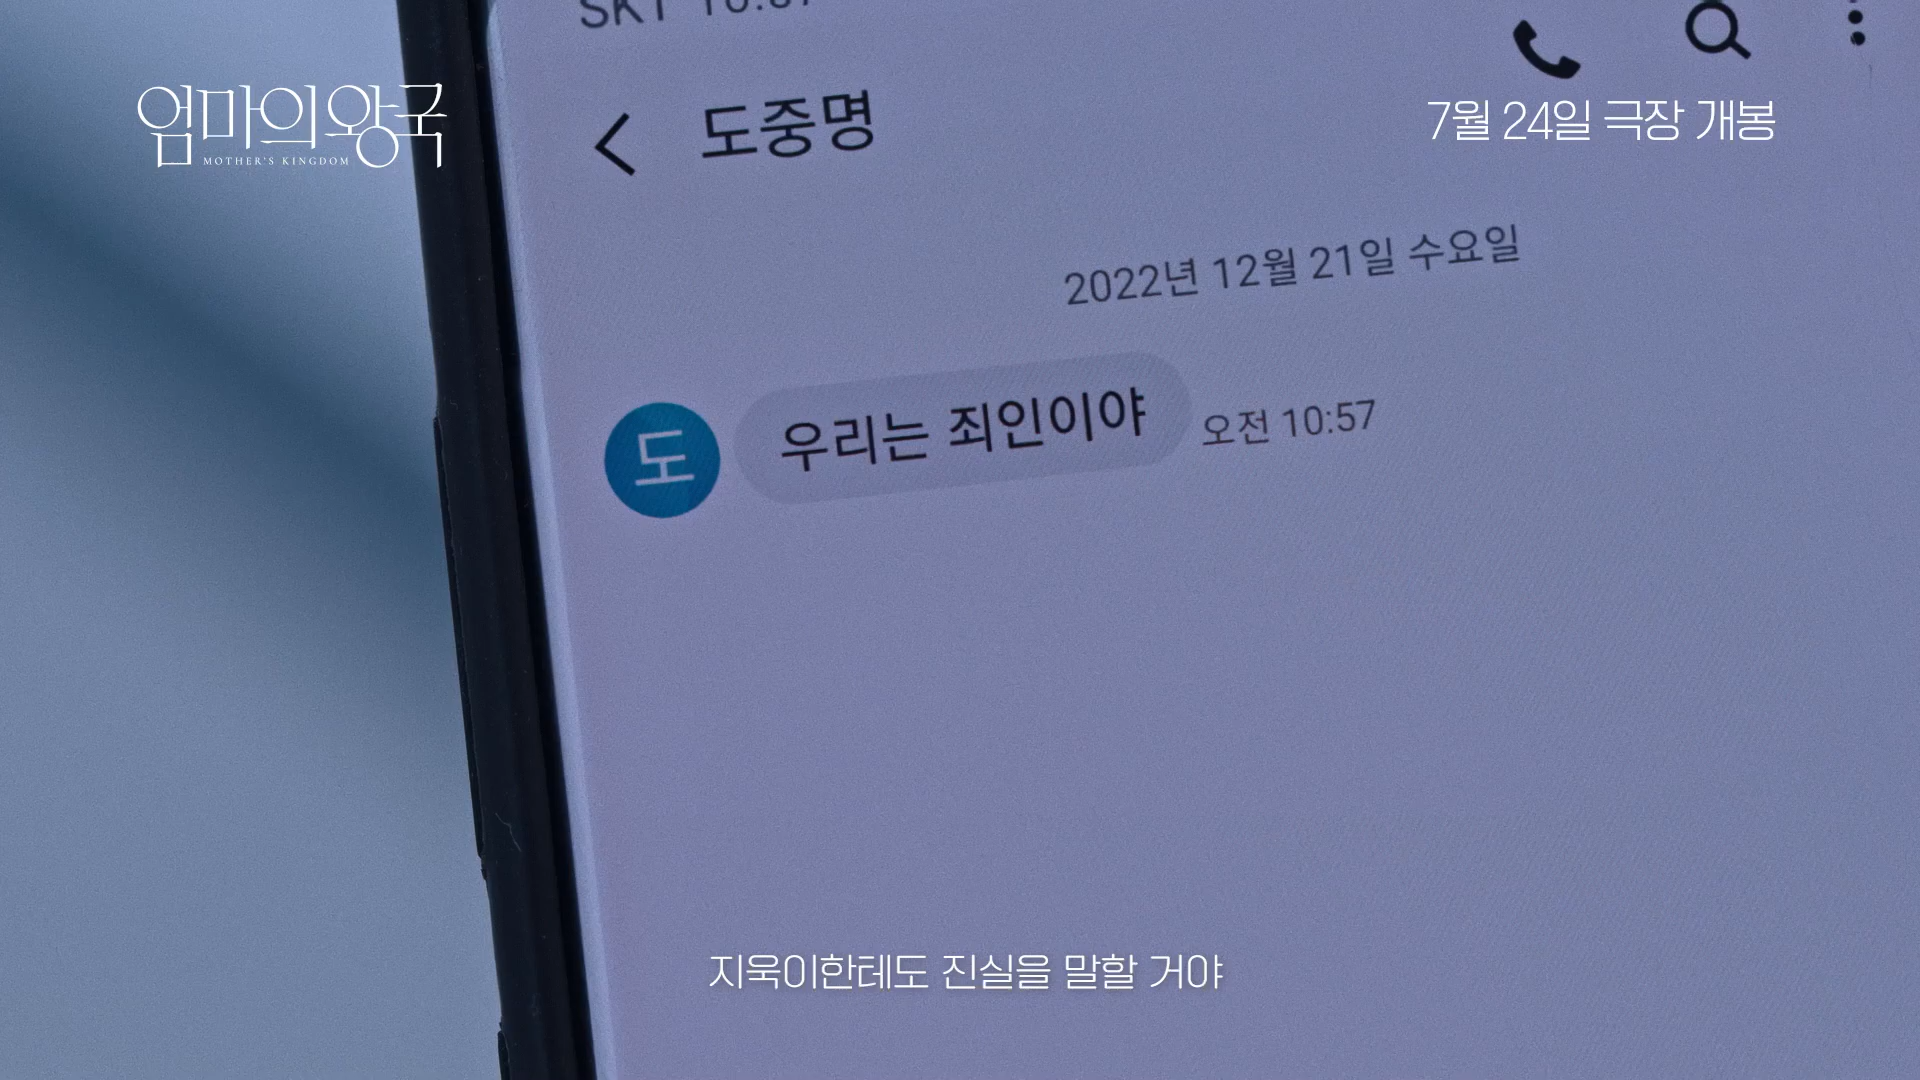 SKT 10:57
엄마의왕국
MOTHER'S KINGDOM
7월 24일 극장 개봉
도중명
2022년 12월 21일 수요일
도
우리는 죄인이야
오전 10:57
지욱이한테도 진실을 말할 거야